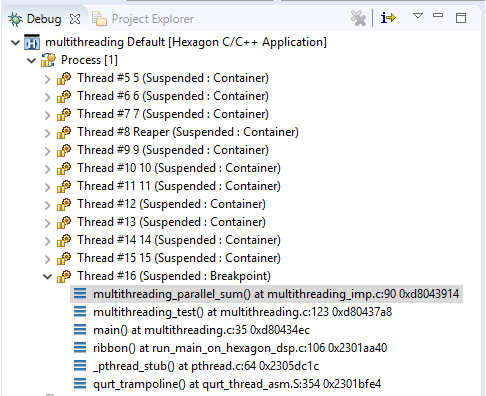 Debug Project Explorer
multithreading Default [Hexagon C/C++ Application]
Process [1]
Thread #5 5 (Suspended : Container)
Thread #6 6 (Suspended : Container)
Thread #7 7 (Suspended : Container)
Thread #8 Reaper (Suspended : Container)
Thread #9 9 (Suspended : Container)
Thread #10 10 (Suspended : Container)
Thread #11 11 (Suspended : Container)
Thread #12 (Suspended : Container)
Thread #13 (Suspended : Container)
Thread #14 14 (Suspended : Container)
Thread #15 15 (Suspended : Container)
Thread #16 (Suspended : Breakpoint)
multithreading_parallel_sum() at multithreading_imp.c:90 0xd8043914
multithreading_test() at multithreading.c:123 0xd80437a8
main() at multithreading.c:35 0xd80434ec
ribbon() at run_main_on_hexagon_dsp.c:106 0x2301aa40
_pthread_stub() at pthread.c:64 0x2305dc1c
qurt_trampoline() at qurt_thread_asm.S:354 0x2301bfe4